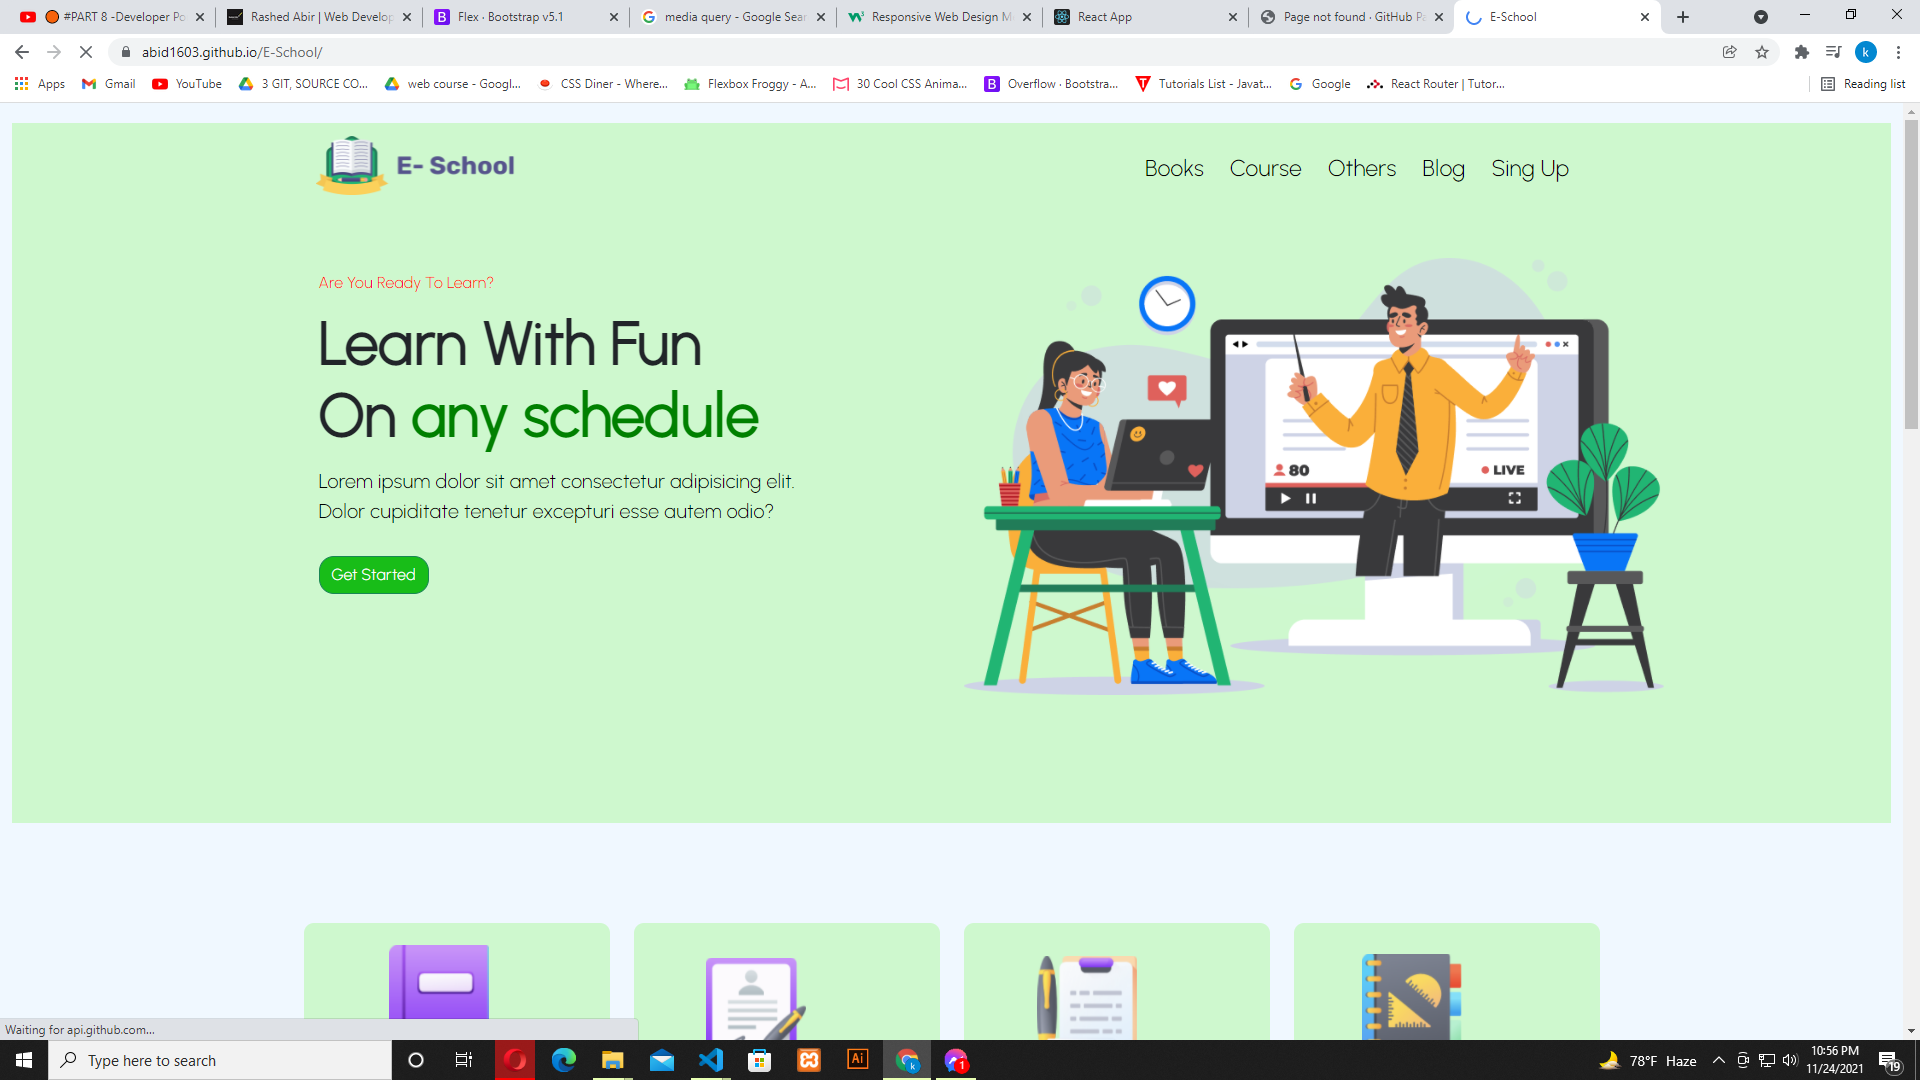 #PART 8 -Developer Po
Rashed Abir | Web Develop
Flex · Bootstrap v5.1
media query - Google Sear
Responsive Web Design M
React App
Page not found · GitHub Pa
E-School
abid1603.github.io/E-School/
k
Apps
Gmail
YouTube
3 GIT, SOURCE CO...
web course - Googl...
CSS Diner - Where...
Flexbox Froggy - A...
30 Cool CSS Anima...
Overflow · Bootstra...
Tutorials List - Javat...
Google
React Router | Tutor...
Reading list
E- School
Books
Course
Others
Blog
Sing Up
Are You Ready To Learn?
Learn With Fun
On any schedule
Lorem ipsum dolor sit amet consectetur adipisicing elit.
Dolor cupiditate tenetur excepturi esse autem odio?
Get Started
80
LIVE
Waiting for api.github.com...
Type here to search
Ai
k
1
78°F Haze
10:56 PM
11/24/2021
19